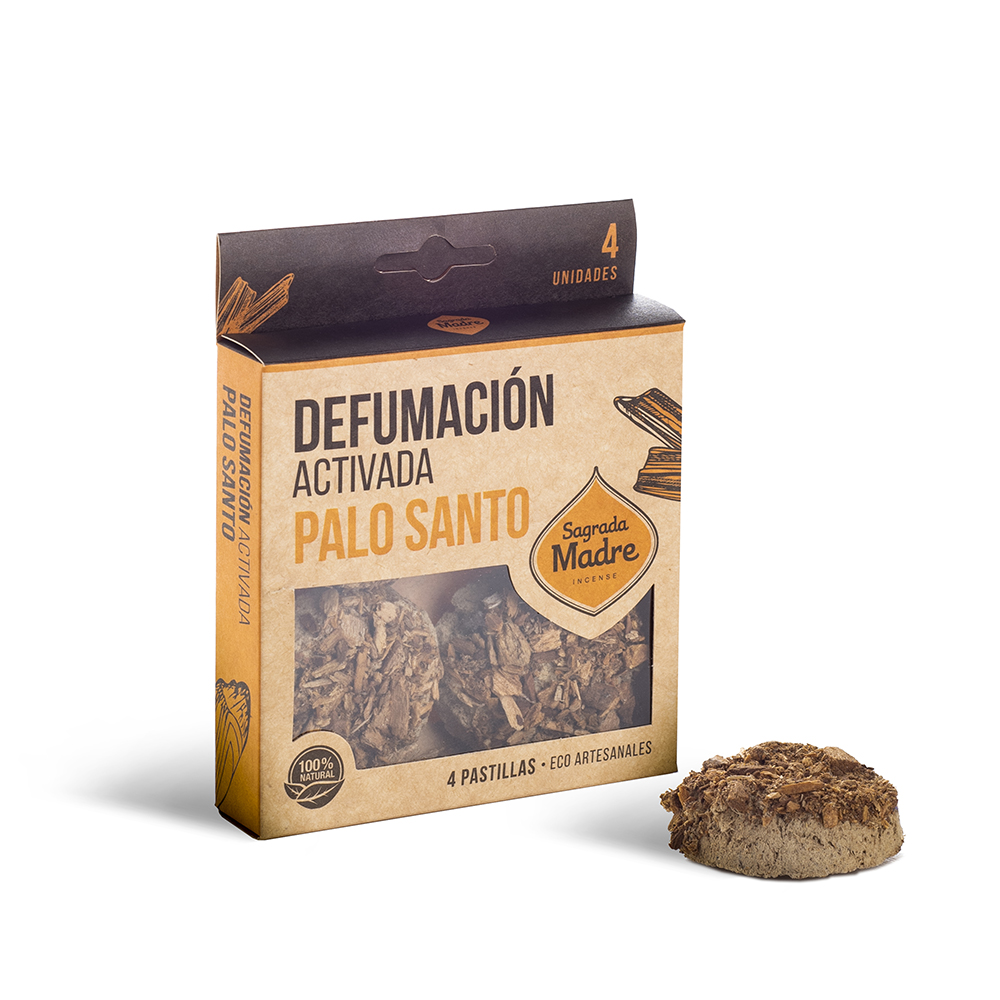 4
UNIDADES
Sagrada
Madre
DEFUMACIÓN
ACTIVADA
PALO SANTO
Sagrada
Madre
INCENSE
DEFUMACIÓN ACTIVADA
PALO SANTO
100%
NATURAL
4 PASTILLAS • ECO ARTESANALES